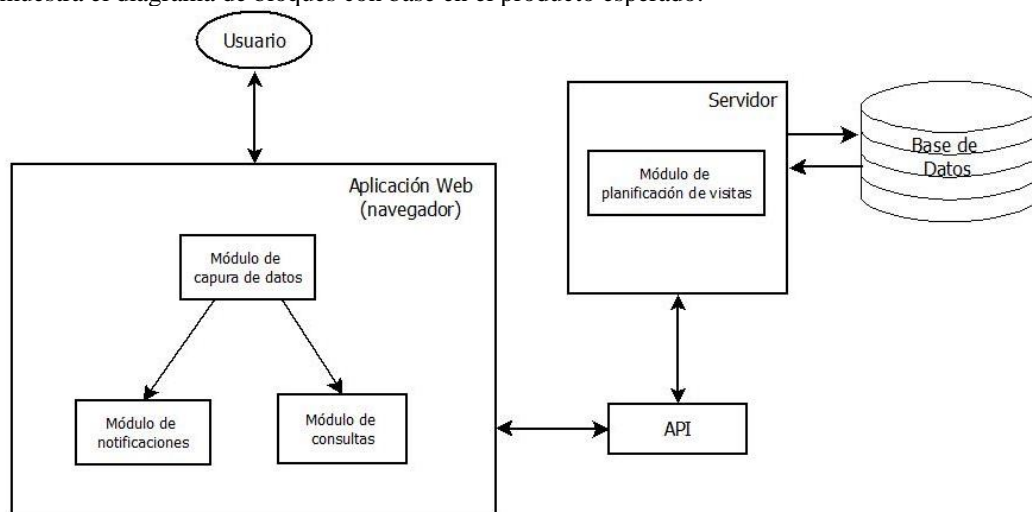 muestra el diagrama de bloques con base en el producto esperado.
Usuario
Aplicación Web
(navegador)
Módulo de
capura de datos
Módulo de
notificaciones
Módulo de
consultas
Servidor
Módulo de
planificación de visitas
Base de
Datos
API